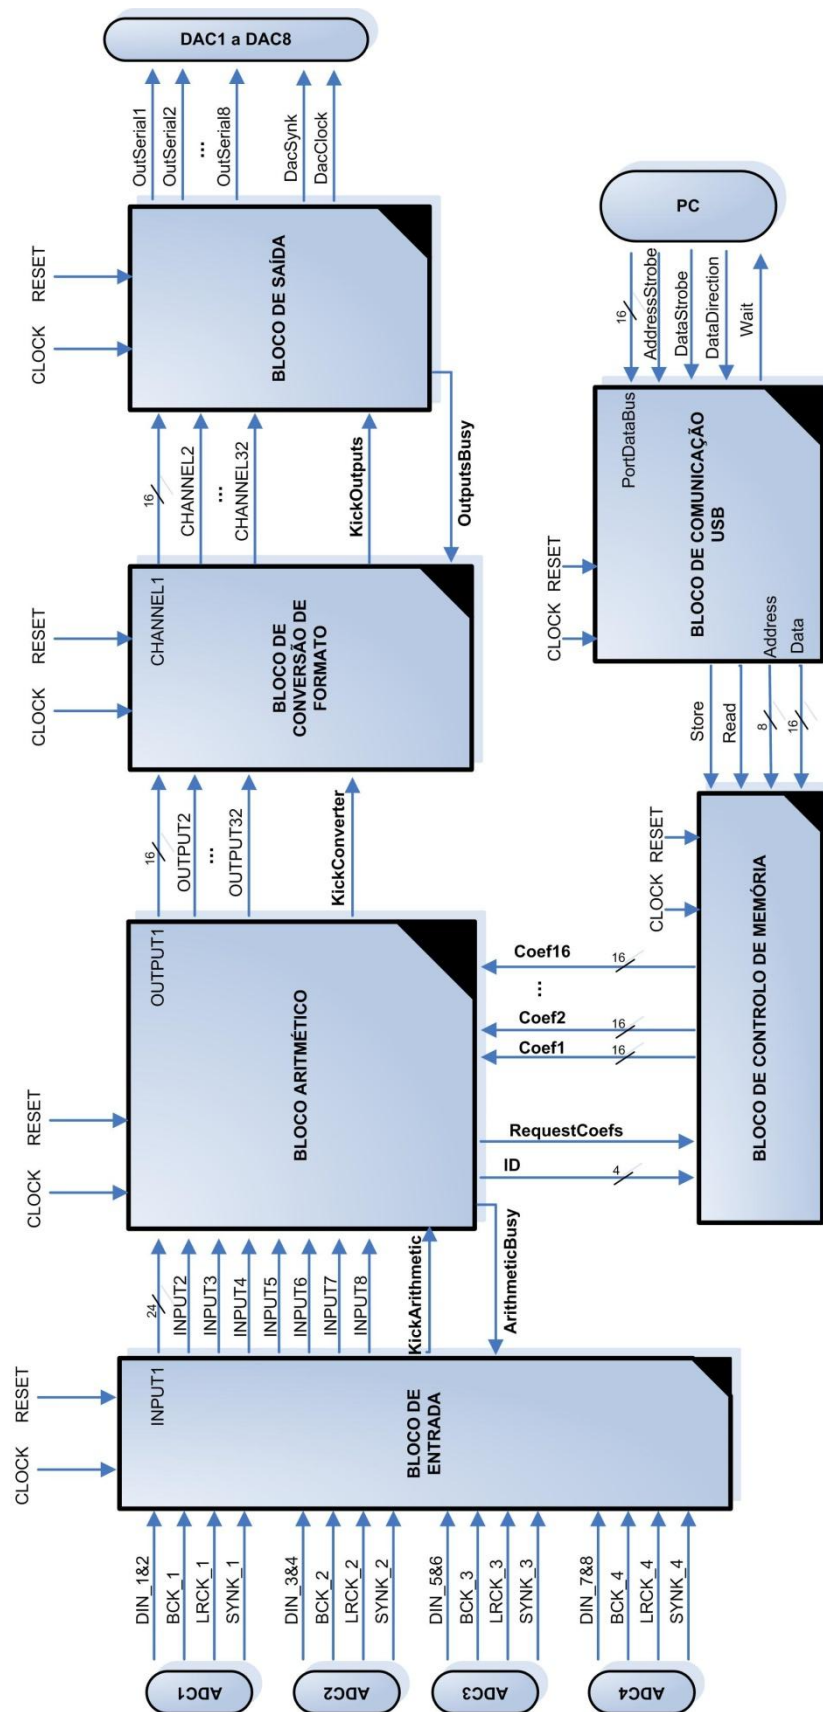 ADC1
DIN_1&2
BCK_1
LRCK_1
SYNK_1
ADC2
DIN_3&4
BCK_2
LRCK_2
SYNK_2
ADC3
DIN_5&6
BCK_3
LRCK_3
SYNK_3
ADC4
DIN_7&8
BCK_4
LRCK_4
SYNK_4
CLOCK
RESET
INPUT1
BLOCO DE
ENTRADA
24
INPUT2
INPUT3
INPUT4
INPUT5
INPUT6
INPUT7
INPUT8
KickArithmetic
ArithmeticBusy
CLOCK
RESET
OUTPUT1
BLOCO ARITMÉTICO
ID
4
RequestCoefs
Coef1
16
Coef2
16
...
Coef16
16
16
OUTPUT2
...
OUTPUT32
KickConverter
CLOCK
RESET
CHANNEL1
BLOCO DE
CONVERSÃO DE
FORMATO
16
CHANNEL2
...
CHANNEL32
KickOutputs
OutputsBusy
CLOCK
RESET
BLOCO DE SAÍDA
OutSerial1
OutSerial2
...
OutSerial8
DacSynk
DacClock
DAC1 a DAC8
CLOCK
RESET
BLOCO DE CONTROLO DE MEMÓRIA
Store
Read
8
16
CLOCK
RESET
PortDataBus
BLOCO DE COMUNICAÇÃO
USB
Address
Data
16
AddressStrobe
DataStrobe
DataDirection
Wait
PC